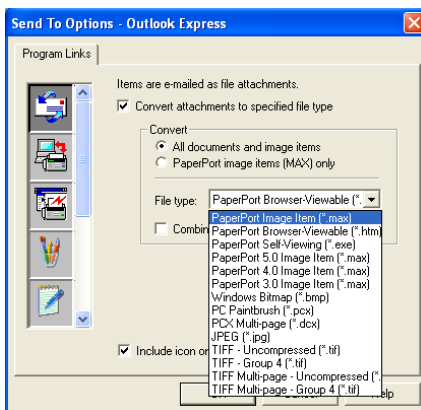 Send To Options - Outlook Express
Program Links
Items are e-mailed as file attachments.
Convert attachments to specified file type
Convert
All documents and image items
PaperPort image items (MAX) only
File type:
PaperPort Browser-Viewable (*.
PaperPort Image Item (*.max)
PaperPort Browser-Viewable (*.htm)
Combin
PaperPort Self-Viewing (*.exe)
PaperPort 5.0 Image Item (*.max)
PaperPort 4.0 Image Item (*.max)
PaperPort 3.0 Image Item (*.max)
Windows Bitmap (*.bmp)
PC Paintbrush (*.pcx)
PCX Multi-page (*.dcx)
JPEG (*.jpg)
Include icon or
TIFF - Uncompressed (*.tif)
TIFF - Group 4 (*.tif)
TIFF Multi-page - Uncompressed (*.
TIFF Multi-page - Group 4 (*.tif)